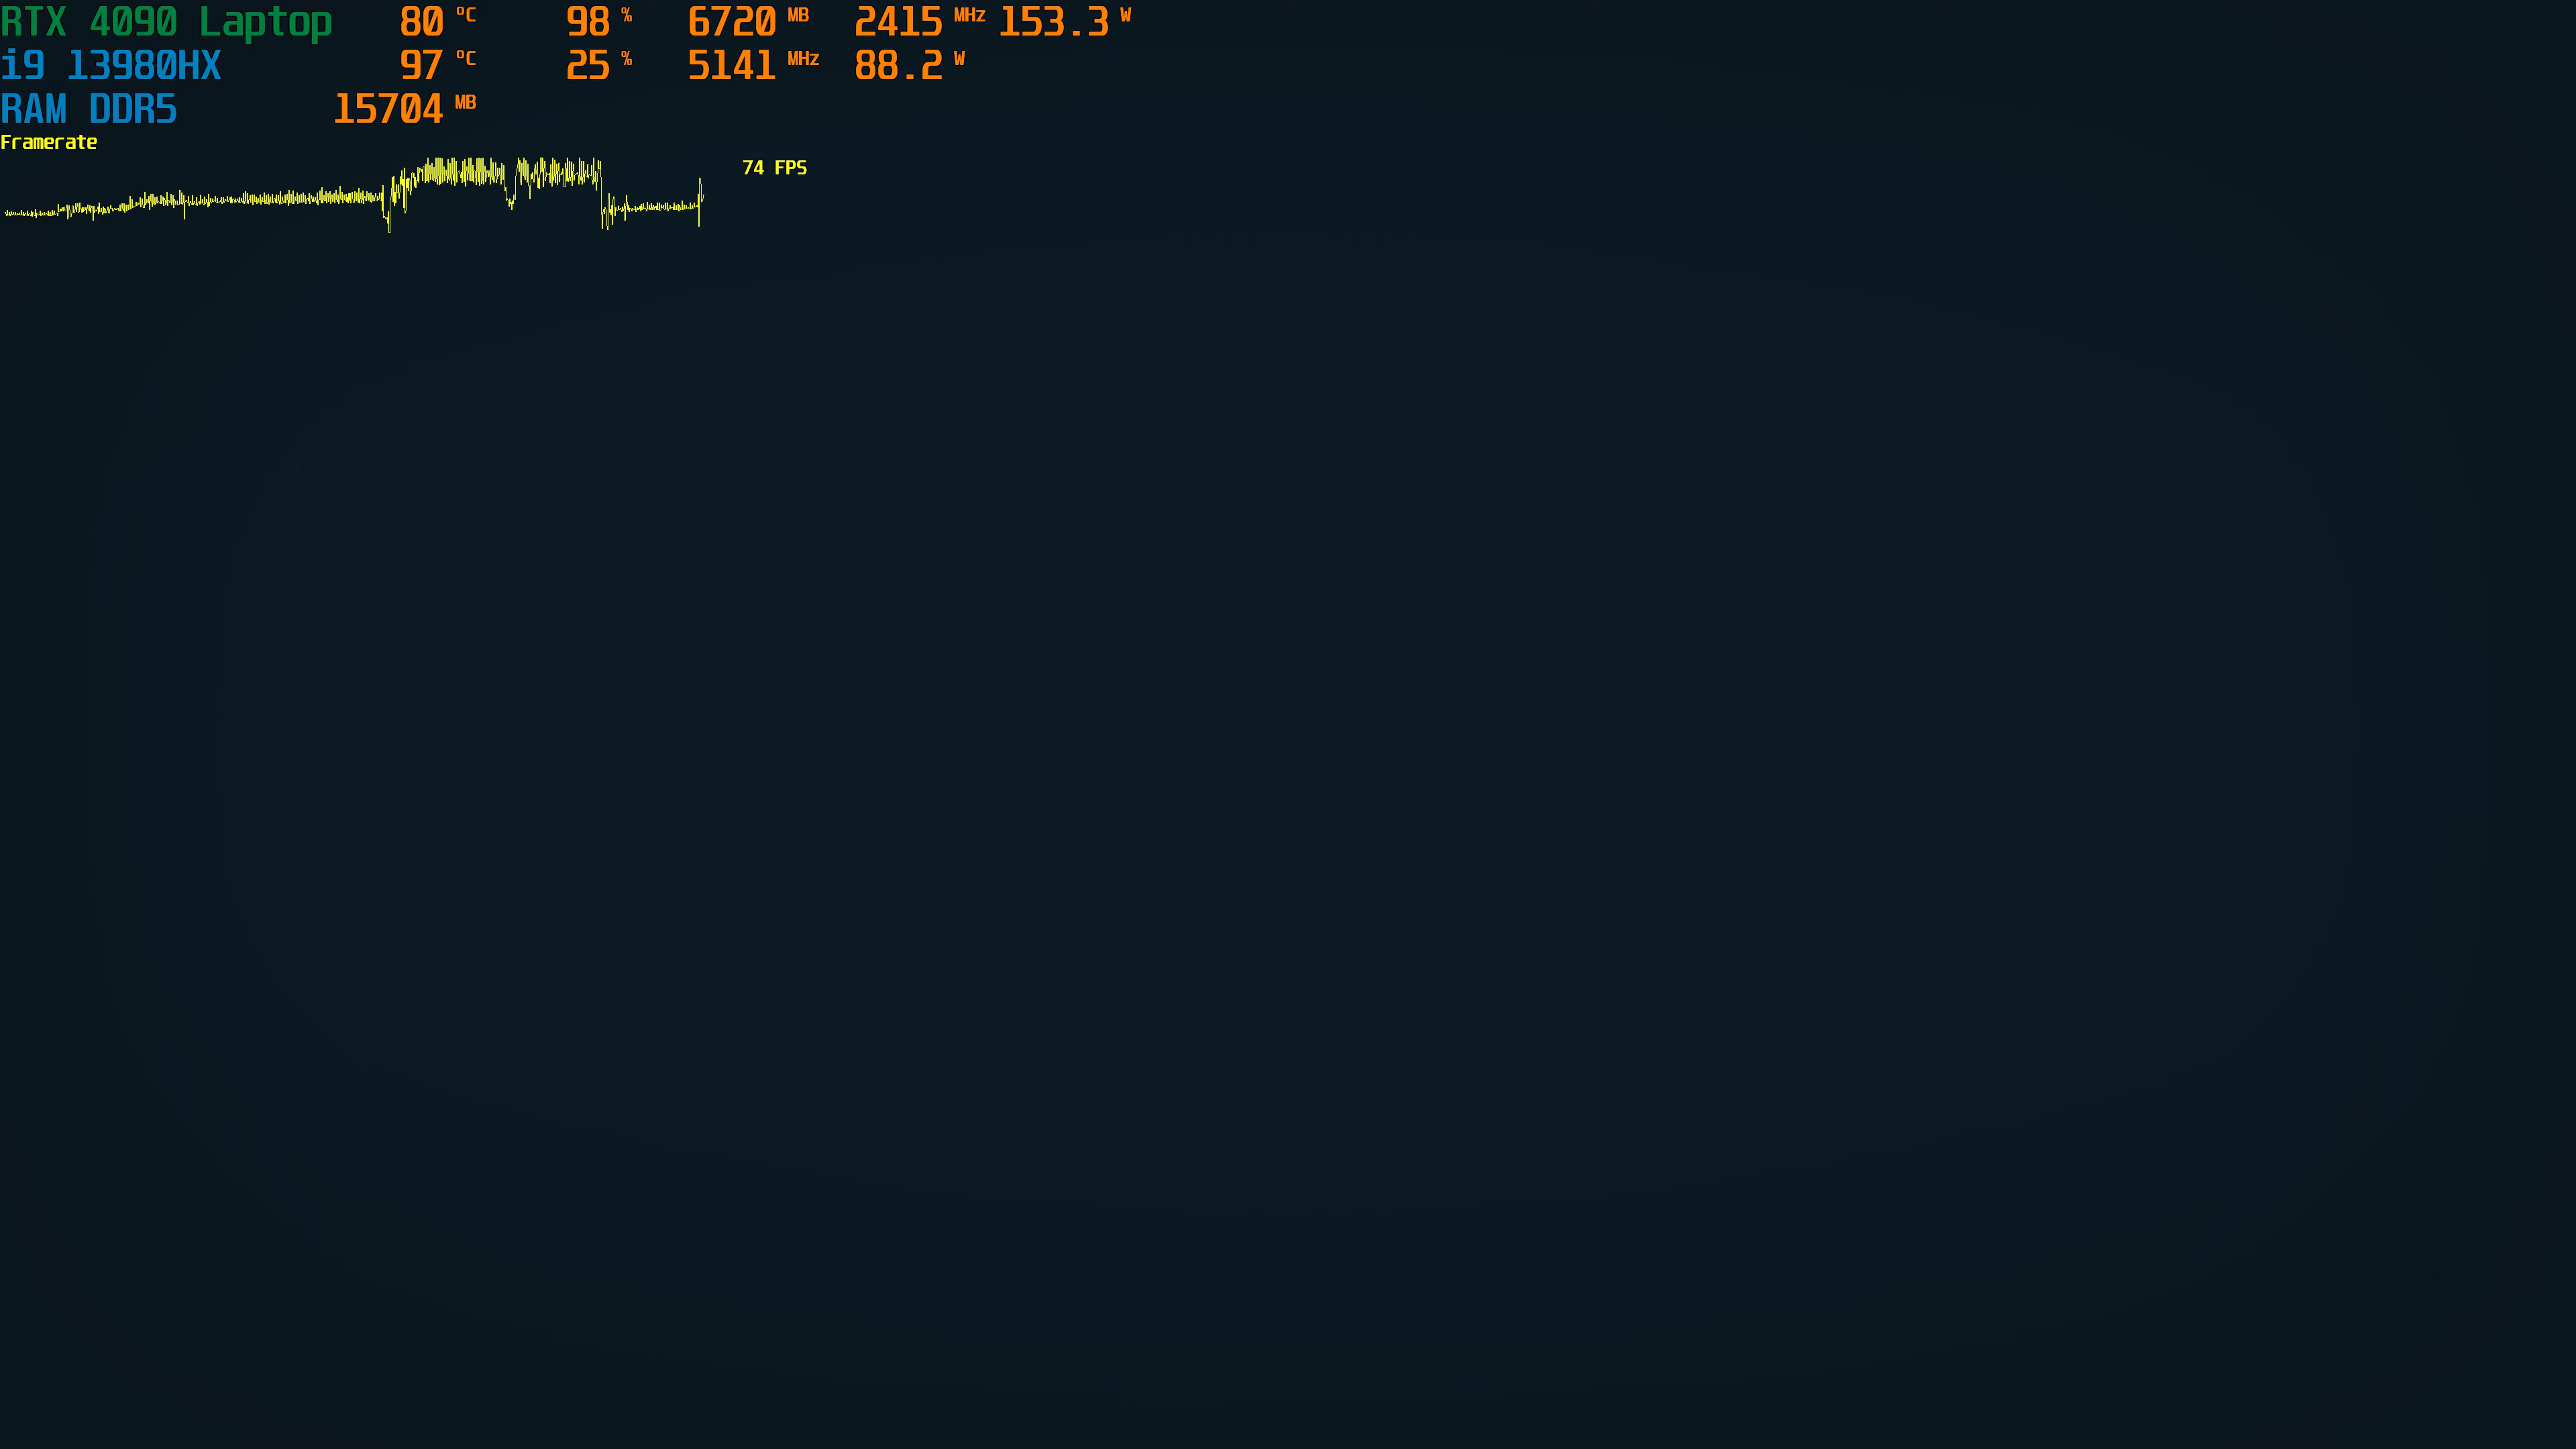 RTX 4090 Laptop 80 °C 98 % 6720 MB 2415 MHz 153.3 W
i9 13980HX 97 °C 25 % 5141 MHz 88.2 W
RAM DDR5 15704 MB
Framerate
74 FPS